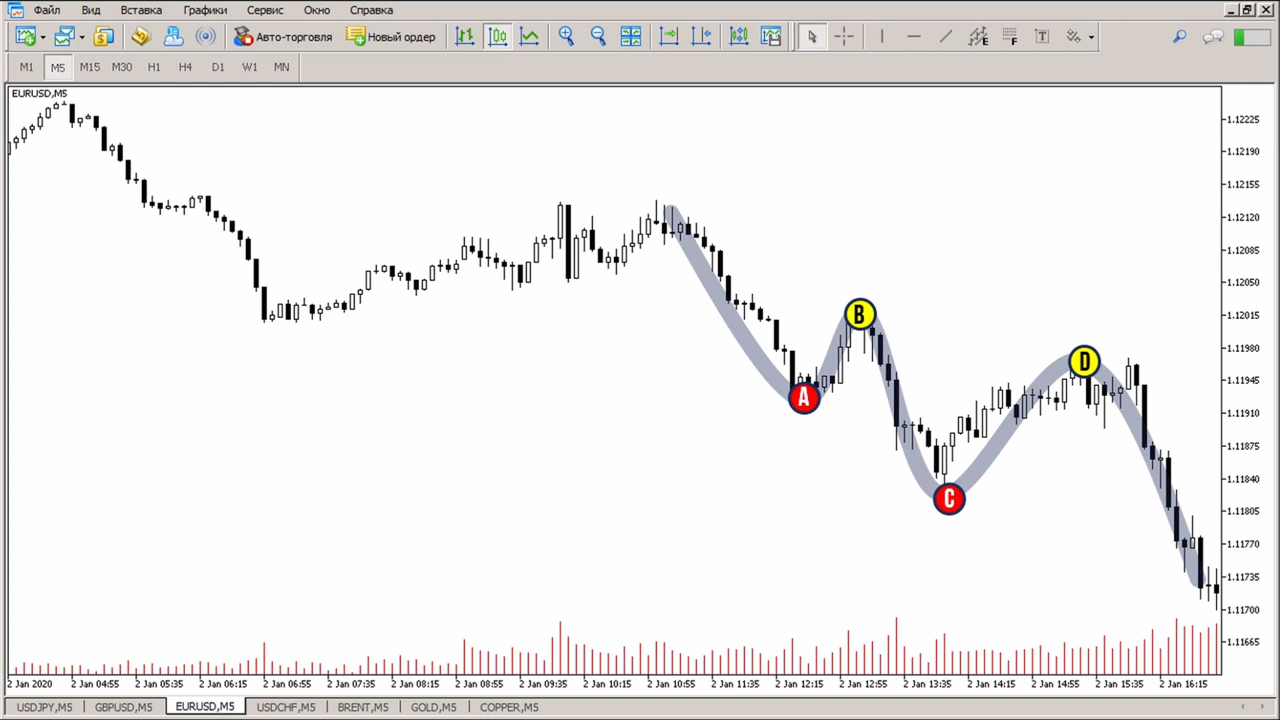 Файл Вид Вставка Графики Сервис Окно Справка
Авто-торговля Новый ордер E F T
M1 M5 M15 M30 H1 H4 D1 W1 MN
EURUSD,M5
1.12225
1.12190
1.12155
1.12120
1.12085
1.12050
1.12015
1.11980
1.11945
1.11910
1.11875
1.11840
1.11805
1.11770
1.11735
1.11700
1.11665
B
D
A
C
2 Jan 2020 2 Jan 04:55 2 Jan 05:35 2 Jan 06:15 2 Jan 06:55 2 Jan 07:35 2 Jan 08:15 2 Jan 08:55 2 Jan 09:35 2 Jan 10:15 2 Jan 10:55 2 Jan 11:35 2 Jan 12:15 2 Jan 12:55 2 Jan 13:35 2 Jan 14:15 2 Jan 14:55 2 Jan 15:35 2 Jan 16:15
USDJPY,M5 GBPUSD,M5 EURUSD,M5 USDCHF,M5 BRENT,M5 GOLD,M5 COPPER,M5